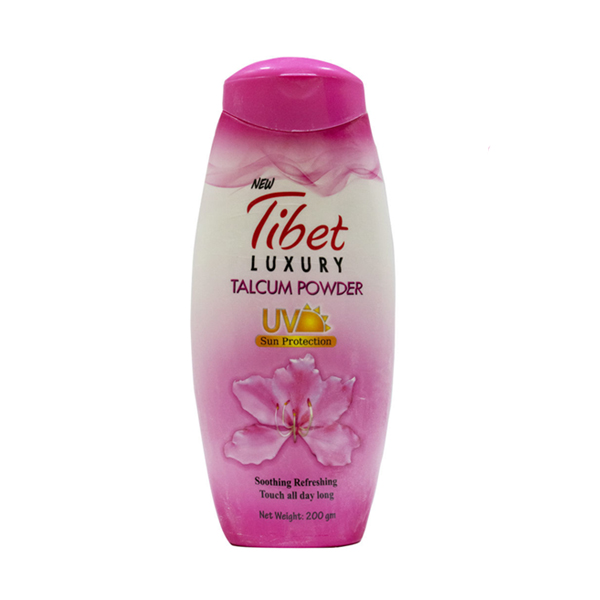 NEW
Tibet
LUXURY
TALCUM POWDER
UV
Sun Protection
Soothing Refreshing
Touch all day long
Net Weight: 200 gm